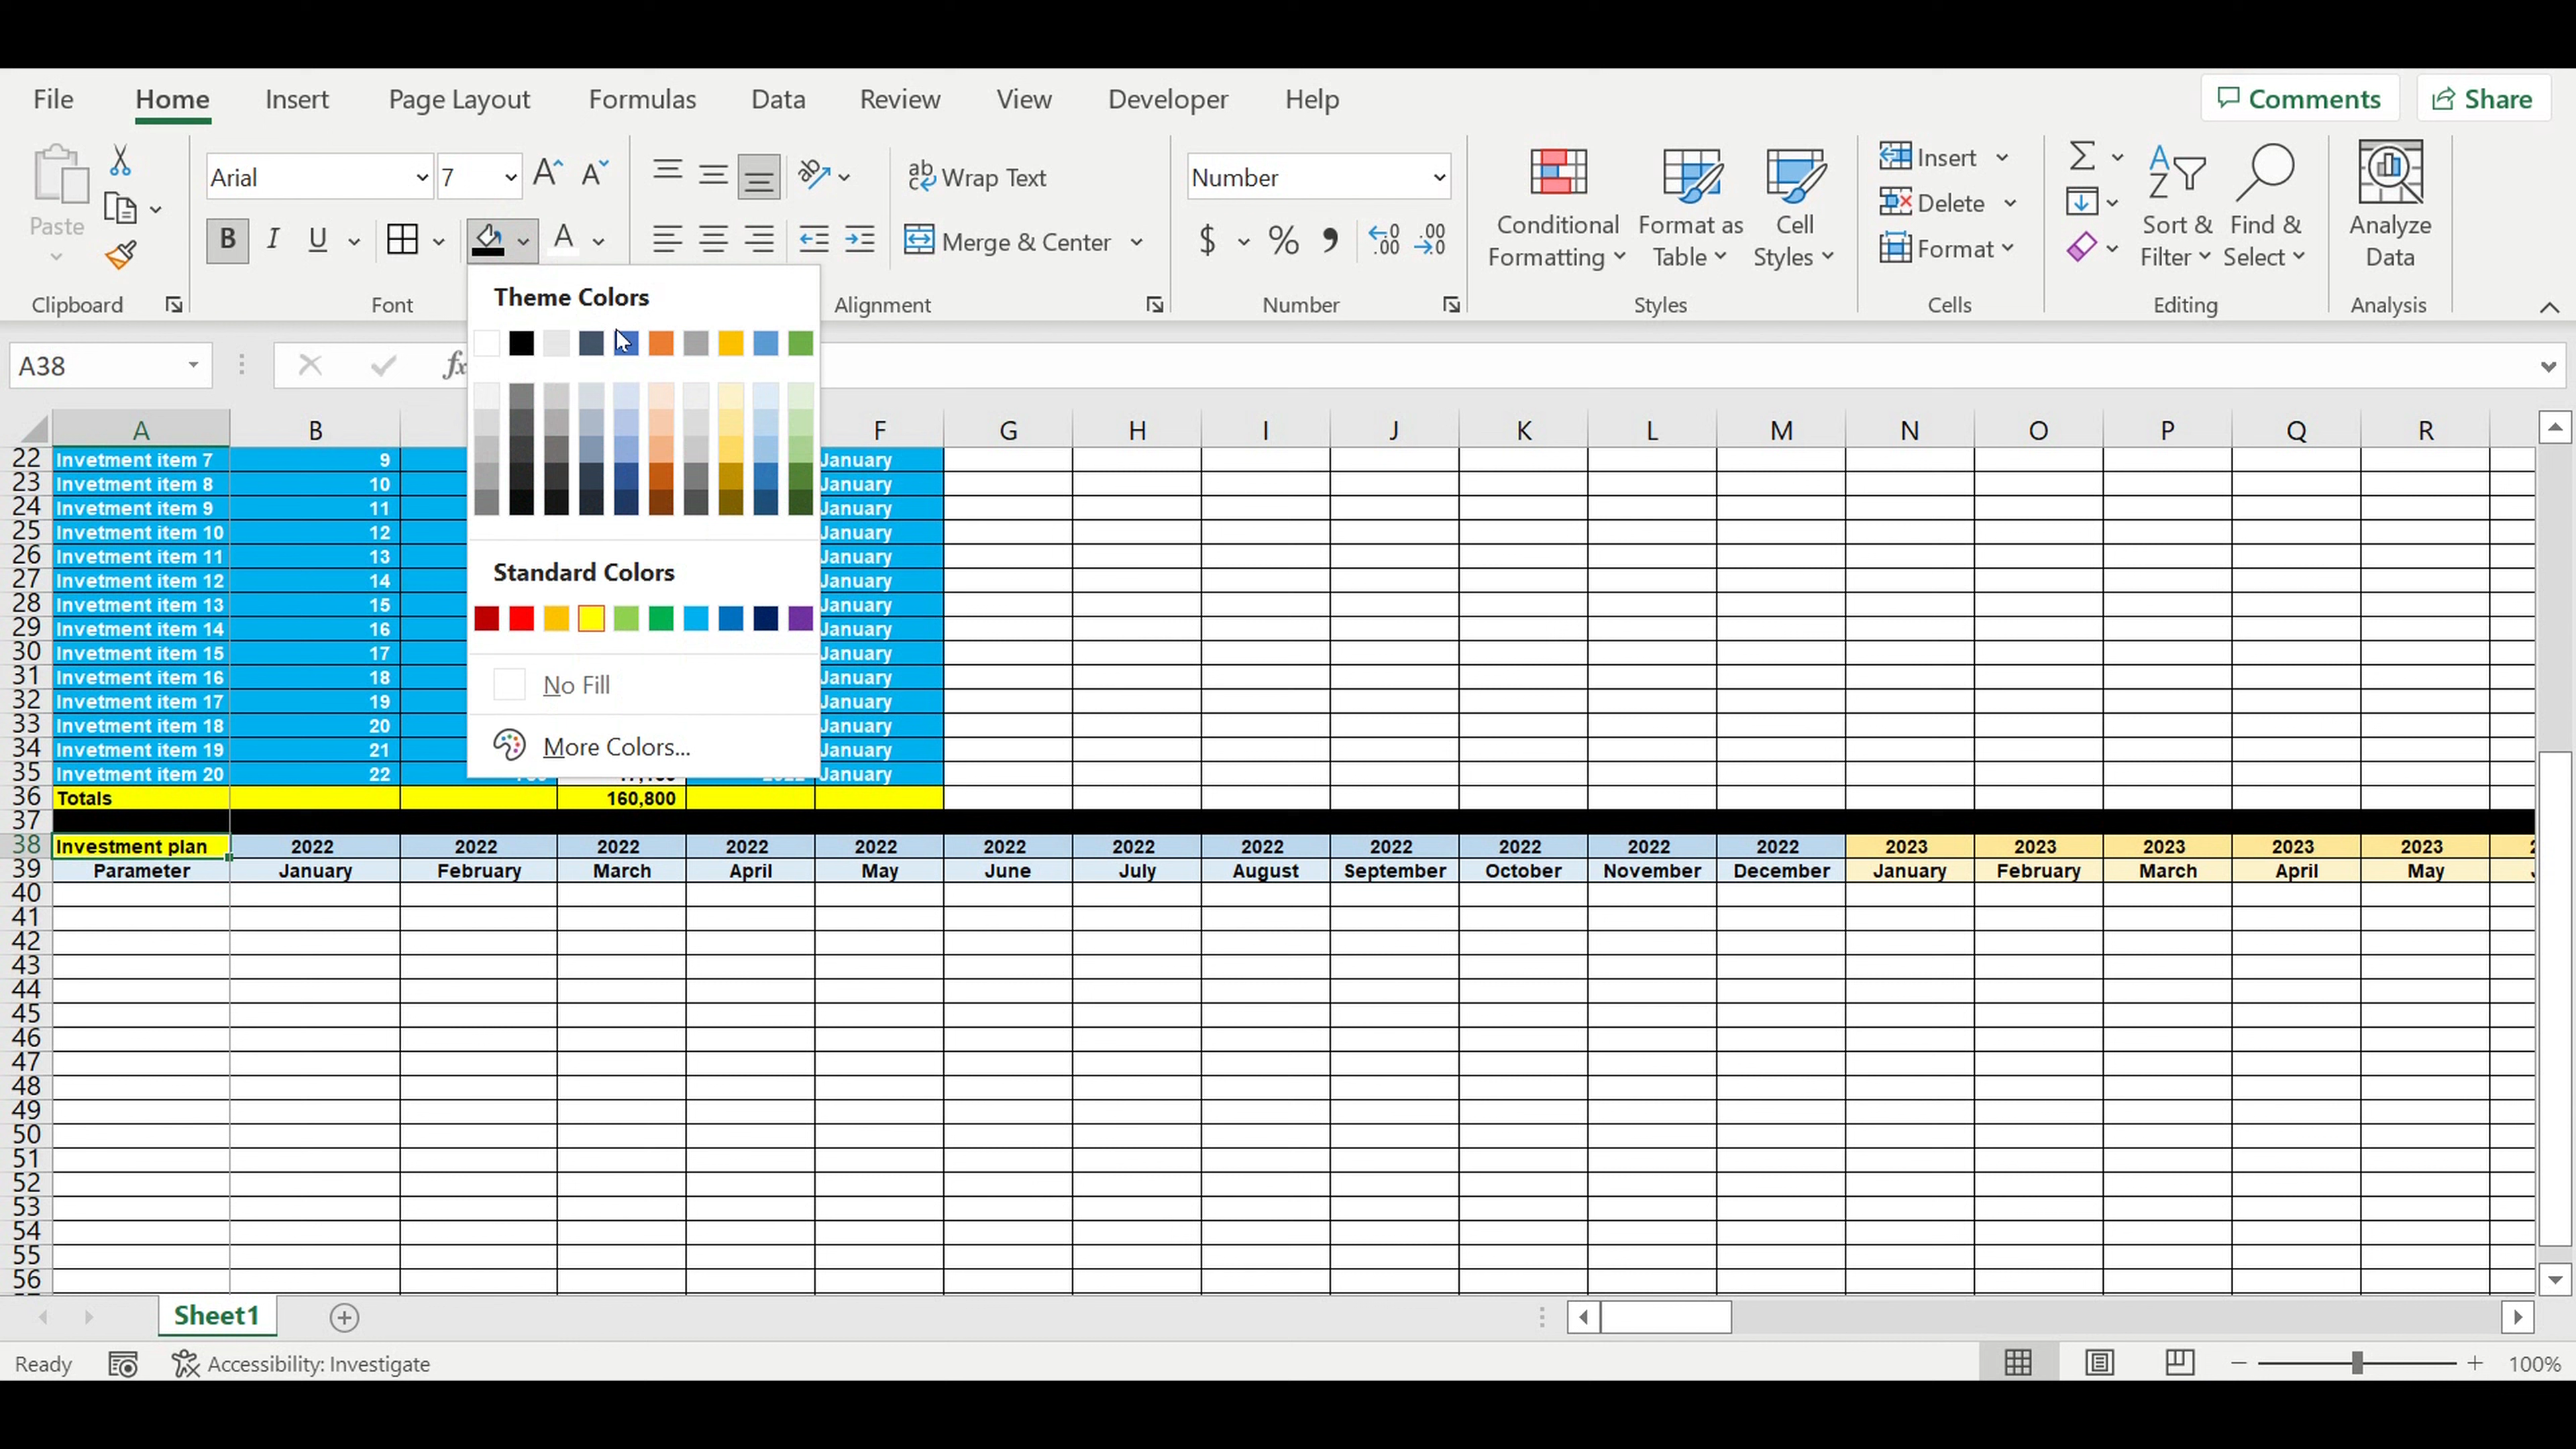 File Home Insert Page Layout Formulas Data Review View Developer Help Comments Share
Arial 7 Wrap Text Number Insert
Paste Conditional Format as Cell Delete Sort & Find & Analyze
B I U A Merge & Center $ % Formatting Table Styles Format Filter Select Data
Clipboard Font Alignment Number Styles Cells Editing Analysis
Theme Colors
A38 fx
A B F G H I J K L M N O P Q R
22 Invetment item 7 9 January
23 Invetment item 8 10 January
24 Invetment item 9 11 January
25 Invetment item 10 12 January
26 Invetment item 11 13 January
27 Invetment item 12 14 January
Standard Colors
28 Invetment item 13 15 January
29 Invetment item 14 16 January
30 Invetment item 15 17 January
31 Invetment item 16 18 January
No Fill
32 Invetment item 17 19 January
33 Invetment item 18 20 January
34 Invetment item 19 21 January
More Colors...
35 Invetment item 20 22 January
36 Totals 160,800
37
38 Investment plan 2022 2022 2022 2022 2022 2022 2022 2022 2022 2022 2022 2022 2023 2023 2023 2023 2023
39 Parameter January February March April May June July August September October November December January February March April May
40
41
42
43
44
45
46
47
48
49
50
51
52
53
54
55
56
Sheet1
Ready Accessibility: Investigate 100%